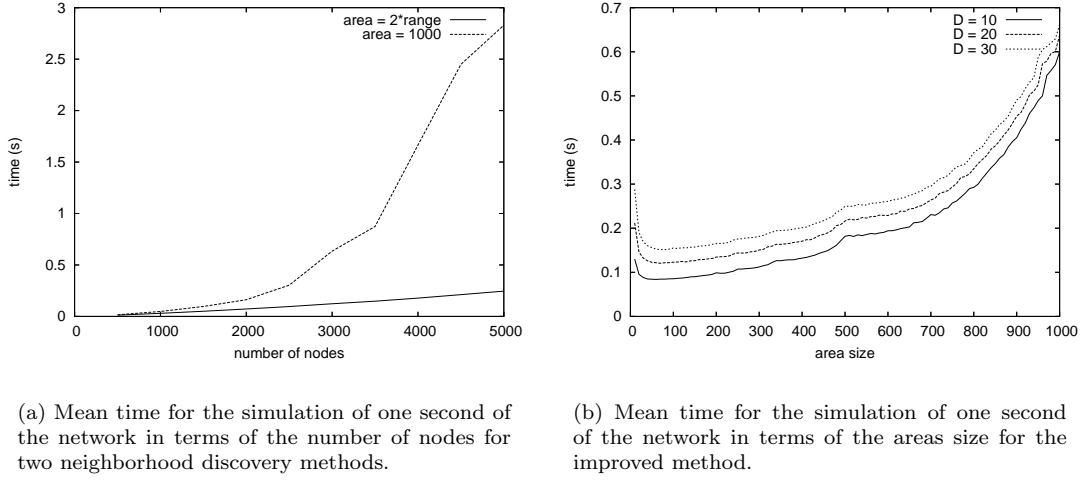 3
2.5
2
1.5
1
0.5
0
time (s)
0
1000
2000
3000
4000
5000
number of nodes
area = 2*range
area = 1000
0.7
0.6
0.5
0.4
0.3
0.2
0.1
0
time (s)
0
100
200
300
400
500
600
700
800
900
1000
area size
D = 10
D = 20
D = 30
(a) Mean time for the simulation of one second of
the network in terms of the number of nodes for
two neighborhood discovery methods.
(b) Mean time for the simulation of one second
of the network in terms of the areas size for the
improved method.